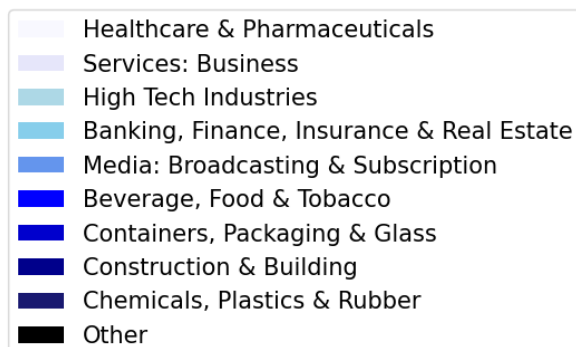 Healthcare & Pharmaceuticals
Services: Business
High Tech Industries
Banking, Finance, Insurance & Real Estate
Media: Broadcasting & Subscription
Beverage, Food & Tobacco
Containers, Packaging & Glass
Construction & Building
Chemicals, Plastics & Rubber
Other